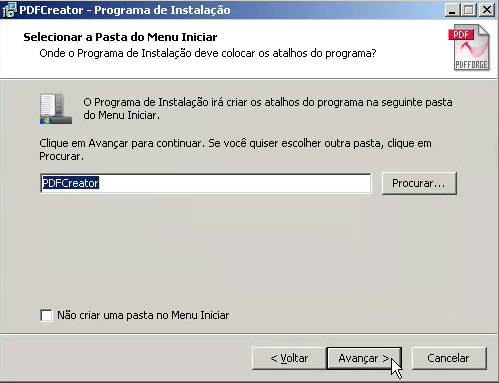 PDFCreator - Programa de Instalação
Selecionar a Pasta do Menu Iniciar
Onde o Programa de Instalação deve colocar os atalhos do programa?
PDF
PDFFORGE
O Programa de Instalação irá criar os atalhos do programa na seguinte pasta
do Menu Iniciar.
Clique em Avançar para continuar. Se você quiser escolher outra pasta, clique em
Procurar.
PDFCreator
Procurar...
Não criar uma pasta no Menu Iniciar
< Voltar
Avançar >
Cancelar